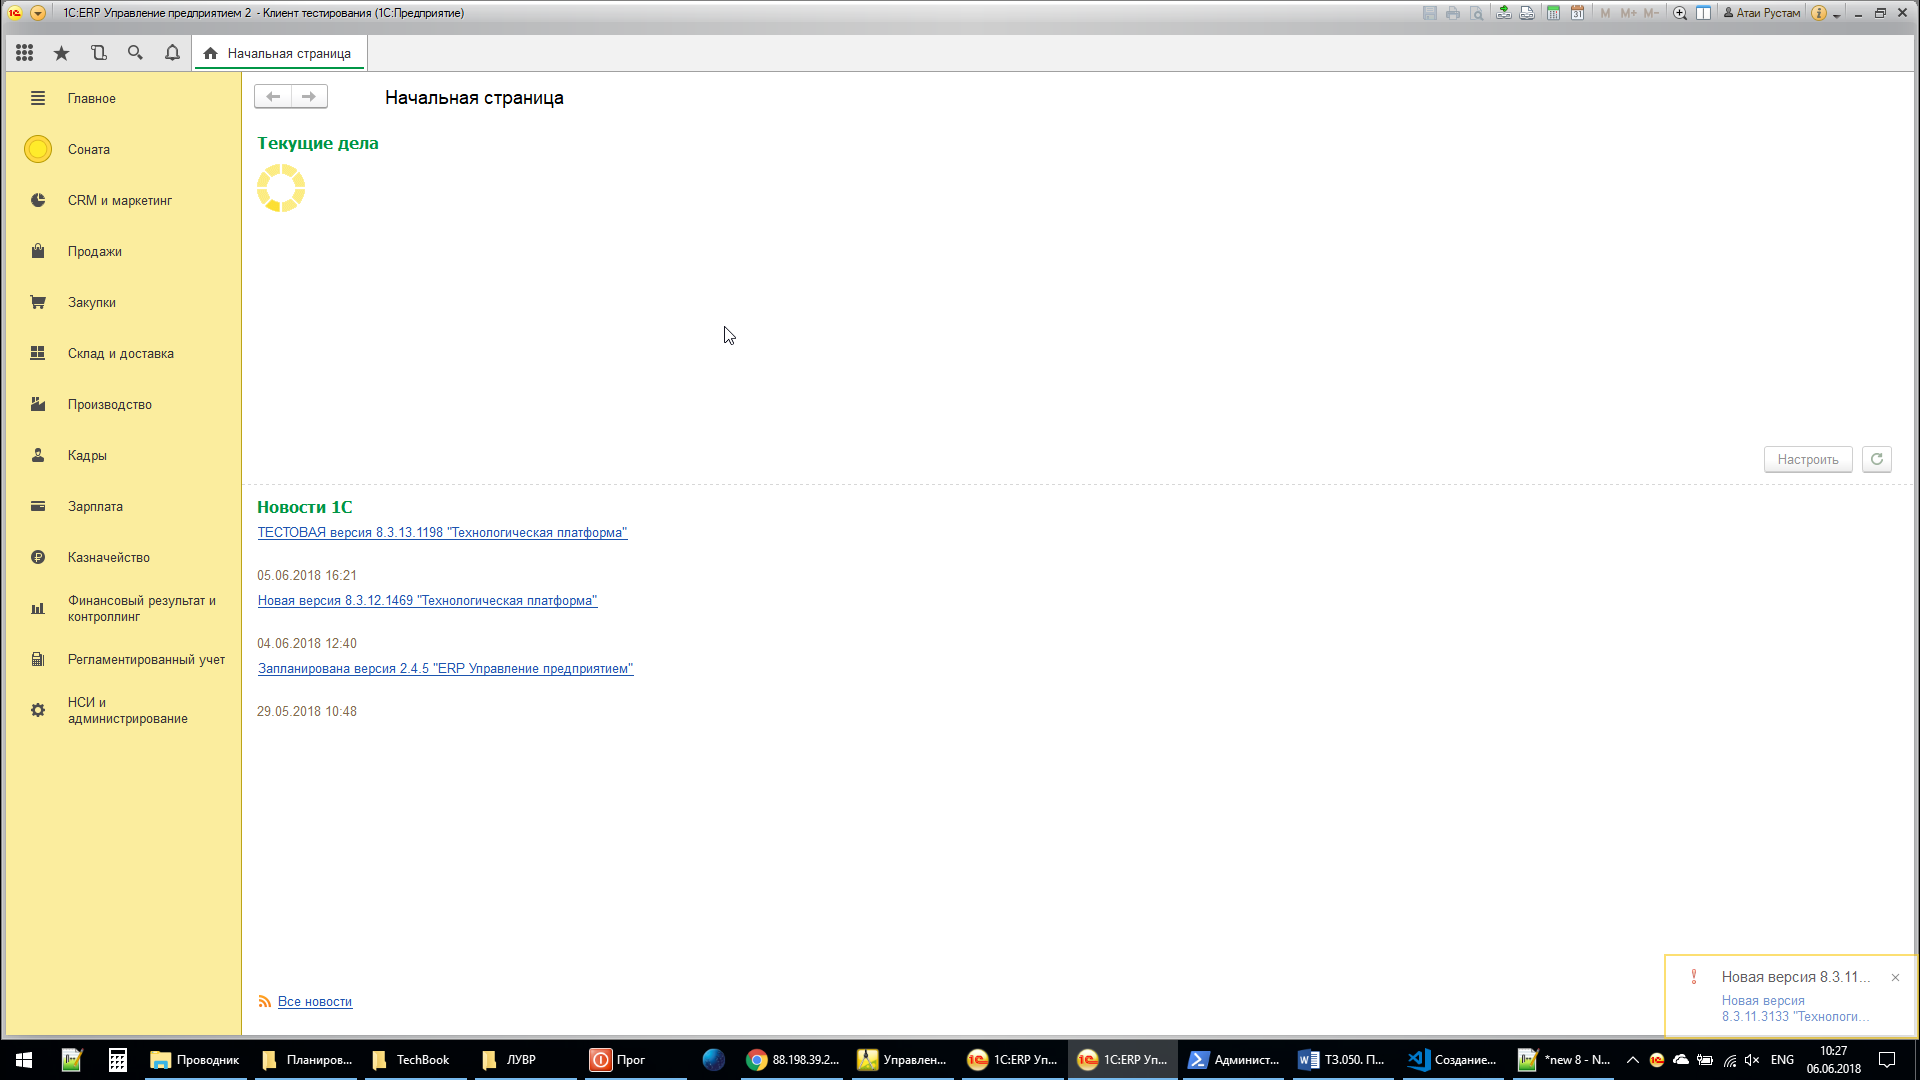 1С:ERP Управление предприятием 2 - Клиент тестирования (1С:Предприятие)
M M+ M- Атаи Рустам
Начальная страница
Главное
Соната
CRM и маркетинг
Продажи
Закупки
Склад и доставка
Производство
Кадры
Зарплата
Казначейство
Финансовый результат и
контроллинг
Регламентированный учет
НСИ и
администрирование
Начальная страница
Текущие дела
Настроить
Новости 1С
ТЕСТОВАЯ версия 8.3.13.1198 "Технологическая платформа"
05.06.2018 16:21
Новая версия 8.3.12.1469 "Технологическая платформа"
04.06.2018 12:40
Запланирована версия 2.4.5 "ERP Управление предприятием"
29.05.2018 10:48
Все новости
Новая версия 8.3.11...
Новая версия
8.3.11.3133 "Технологи...
Проводник
Планиров...
TechBook
ЛУВР
Прог
88.198.39.2...
Управлен...
1С:ERP Уп...
1С:ERP Уп...
Админист...
ТЗ.050. П...
Создание...
*new 8 - N...
ENG
10:27
06.06.2018